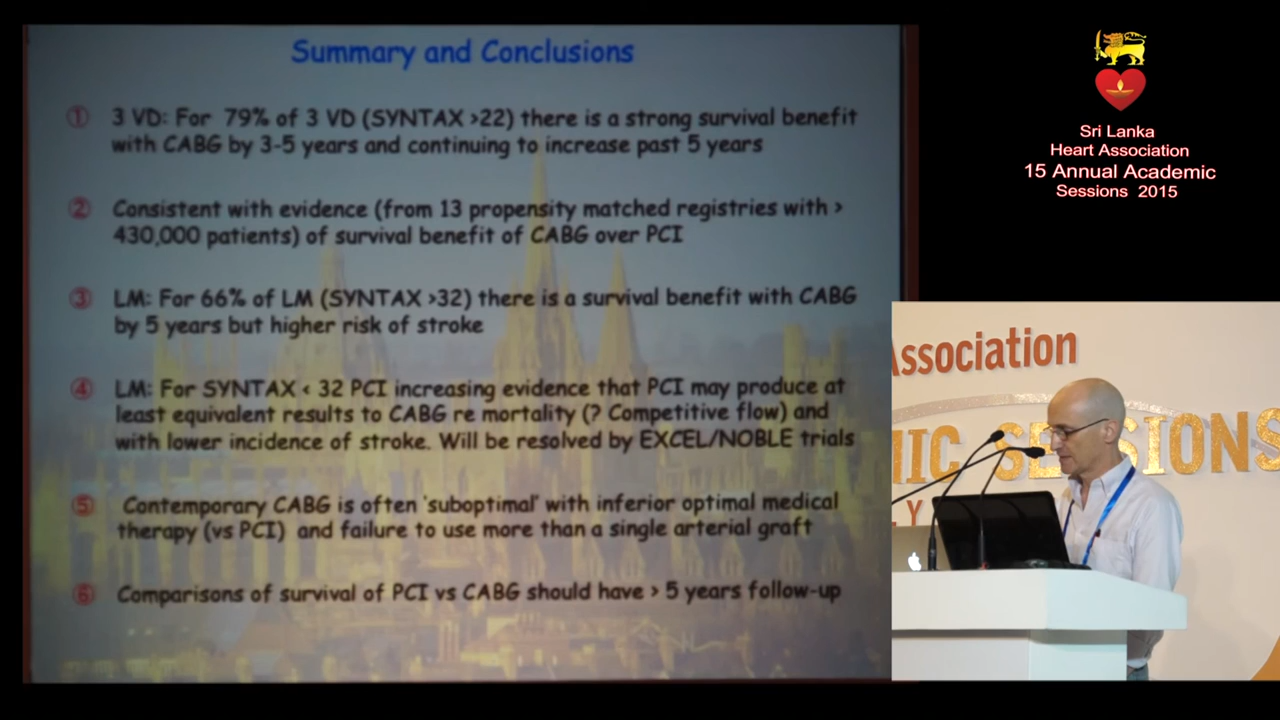 Summary and Conclusions
① 3 VD: For 79% of 3 VD (SYNTAX >22) there is a strong survival benefit
with CABG by 3-5 years and continuing to increase past 5 years
② Consistent with evidence (from 13 propensity matched registries with >
430,000 patients) of survival benefit of CABG over PCI
③ LM: For 66% of LM (SYNTAX >32) there is a survival benefit with CABG
by 5 years but higher risk of stroke
④ LM: For SYNTAX < 32 PCI increasing evidence that PCI may produce at
least equivalent results to CABG re mortality (? Competitive flow) and
with lower incidence of stroke. Will be resolved by EXCEL/NOBLE trials
⑤ Contemporary CABG is often 'suboptimal' with inferior optimal medical
therapy (vs PCI) and failure to use more than a single arterial graft
⑥ Comparisons of survival of PCI vs CABG should have > 5 years follow-up
Sri Lanka
Heart Association
15 Annual Academic
Sessions 2015
Association
MIC SESSIONS